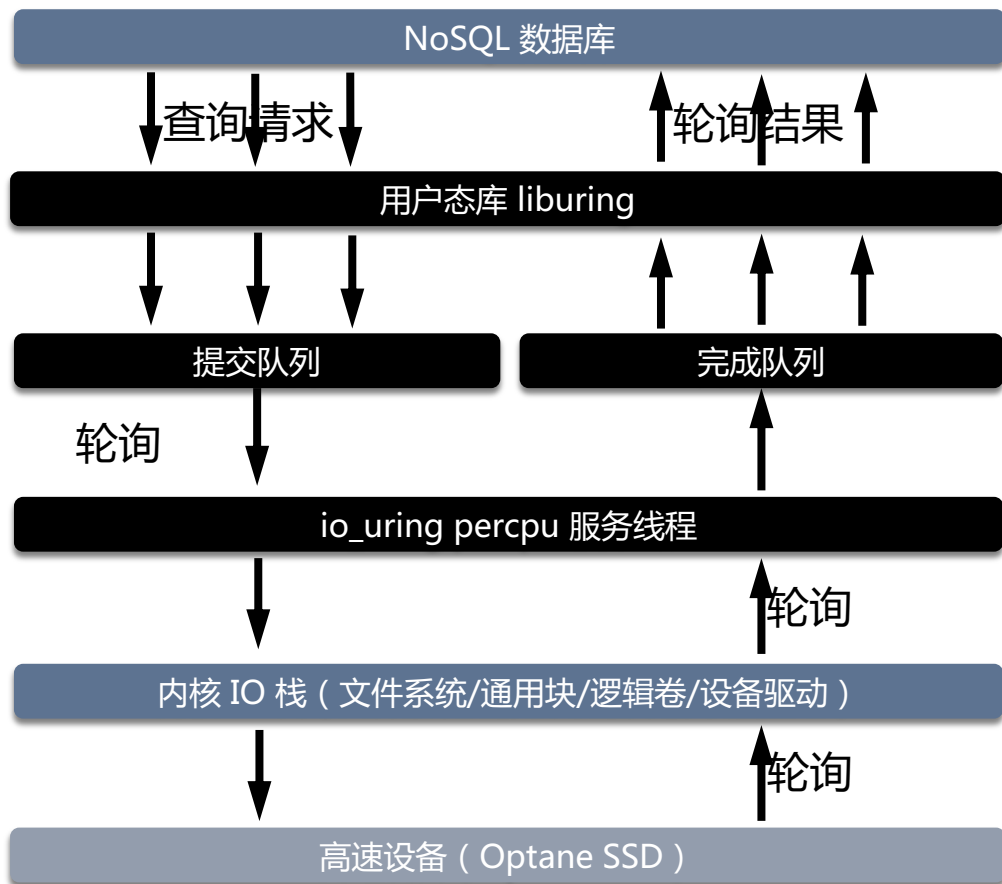 NoSQL 数据库
查询请求
轮询结果
用户态库 liburing
提交队列
完成队列
轮询
io_uring percpu 服务线程
轮询
内核 IO 栈（文件系统/通用块/逻辑卷/设备驱动）
轮询
高速设备（Optane SSD）